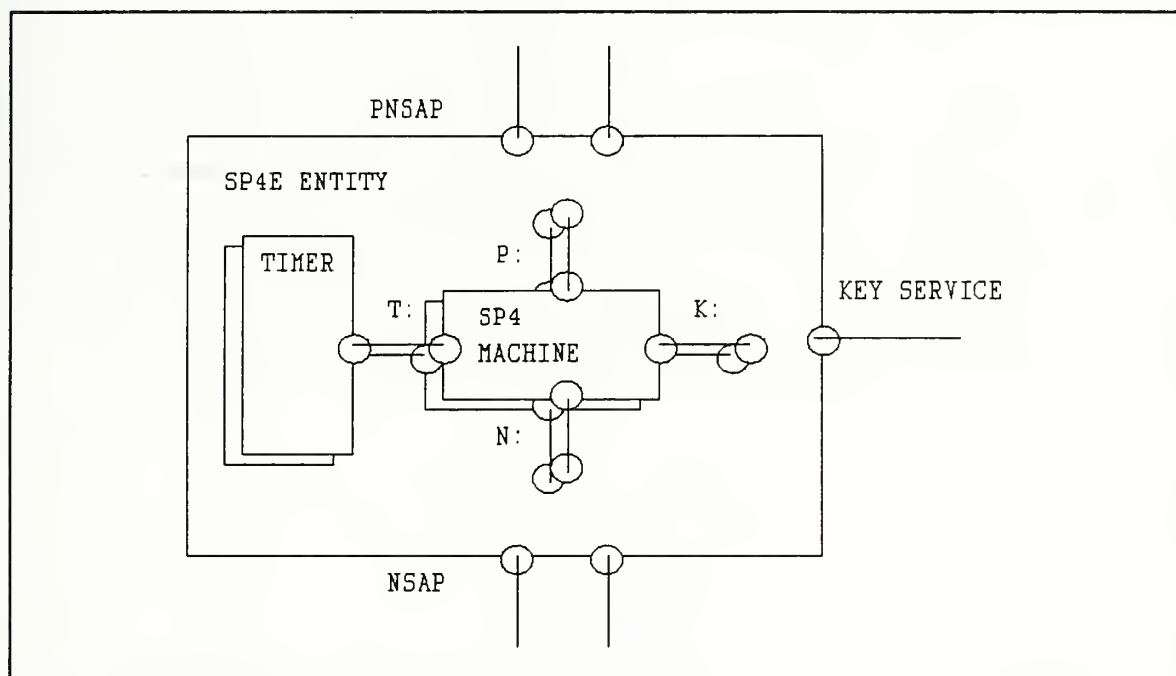 PNSAP
SP4E ENTITY
P:
TIMER
KEY SERVICE
T:
K:
SP4
MACHINE
N:
NSAP